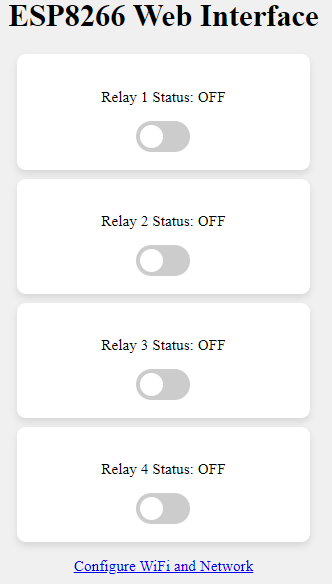 ESP8266 Web Interface
Relay 1 Status: OFF
Relay 2 Status: OFF
Relay 3 Status: OFF
Relay 4 Status: OFF
Configure WiFi and Network